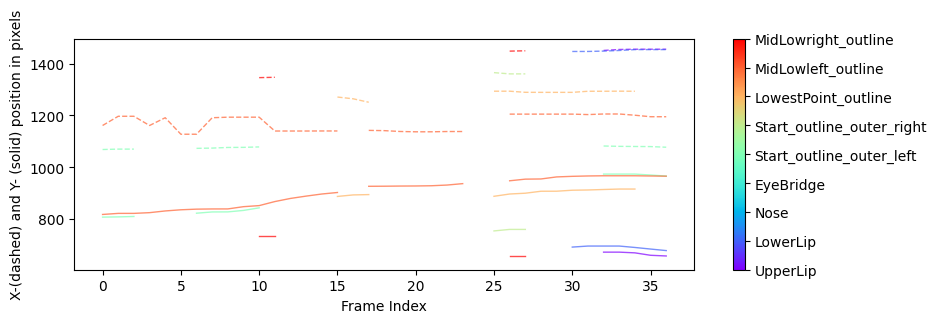 X-(dashed) and Y- (solid) position in pixels
1400
1200
1000
800
0 5 10 15 20 25 30 35
Frame Index
MidLowright_outline
MidLowleft_outline
LowestPoint_outline
Start_outline_outer_right
Start_outline_outer_left
EyeBridge
Nose
LowerLip
UpperLip